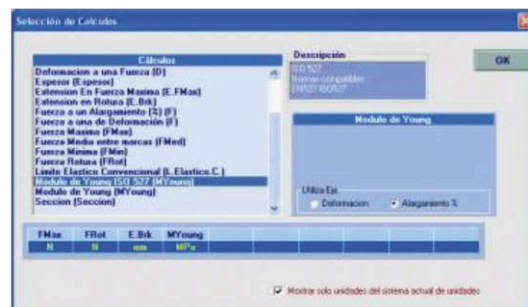 Selección de Calculos
Cálculos
Deformacion a una Fuerza (D)
Espesor (Espesor)
Extension En Fuerza Maxima (E.FMax)
Extension en Rotura (E.Brk)
Fuerza a un Alargamiento (%) (F)
Fuerza a una de Deformación (F)
Fuerza Maxima (FMax)
Fuerza Media entre marcas (FMed)
Fuerza Minima (FMin)
Fuerza Rotura (FRot)
Limite Elastico Convencional (L.Elastico C.)
Modulo de Young ISO 527 (MYoung)
Modulo de Young (MYoung)
Seccion (Seccion)
Descripción
ISO 527
Normas compatibles
EN527 ISO527
OK
Modulo de Young
Utiliza Eje
Deformacion
Alargamiento %
FMax FRot E.Brk MYoung
N N mm MPa
Mostrar solo unidades del sistema actual de unidades